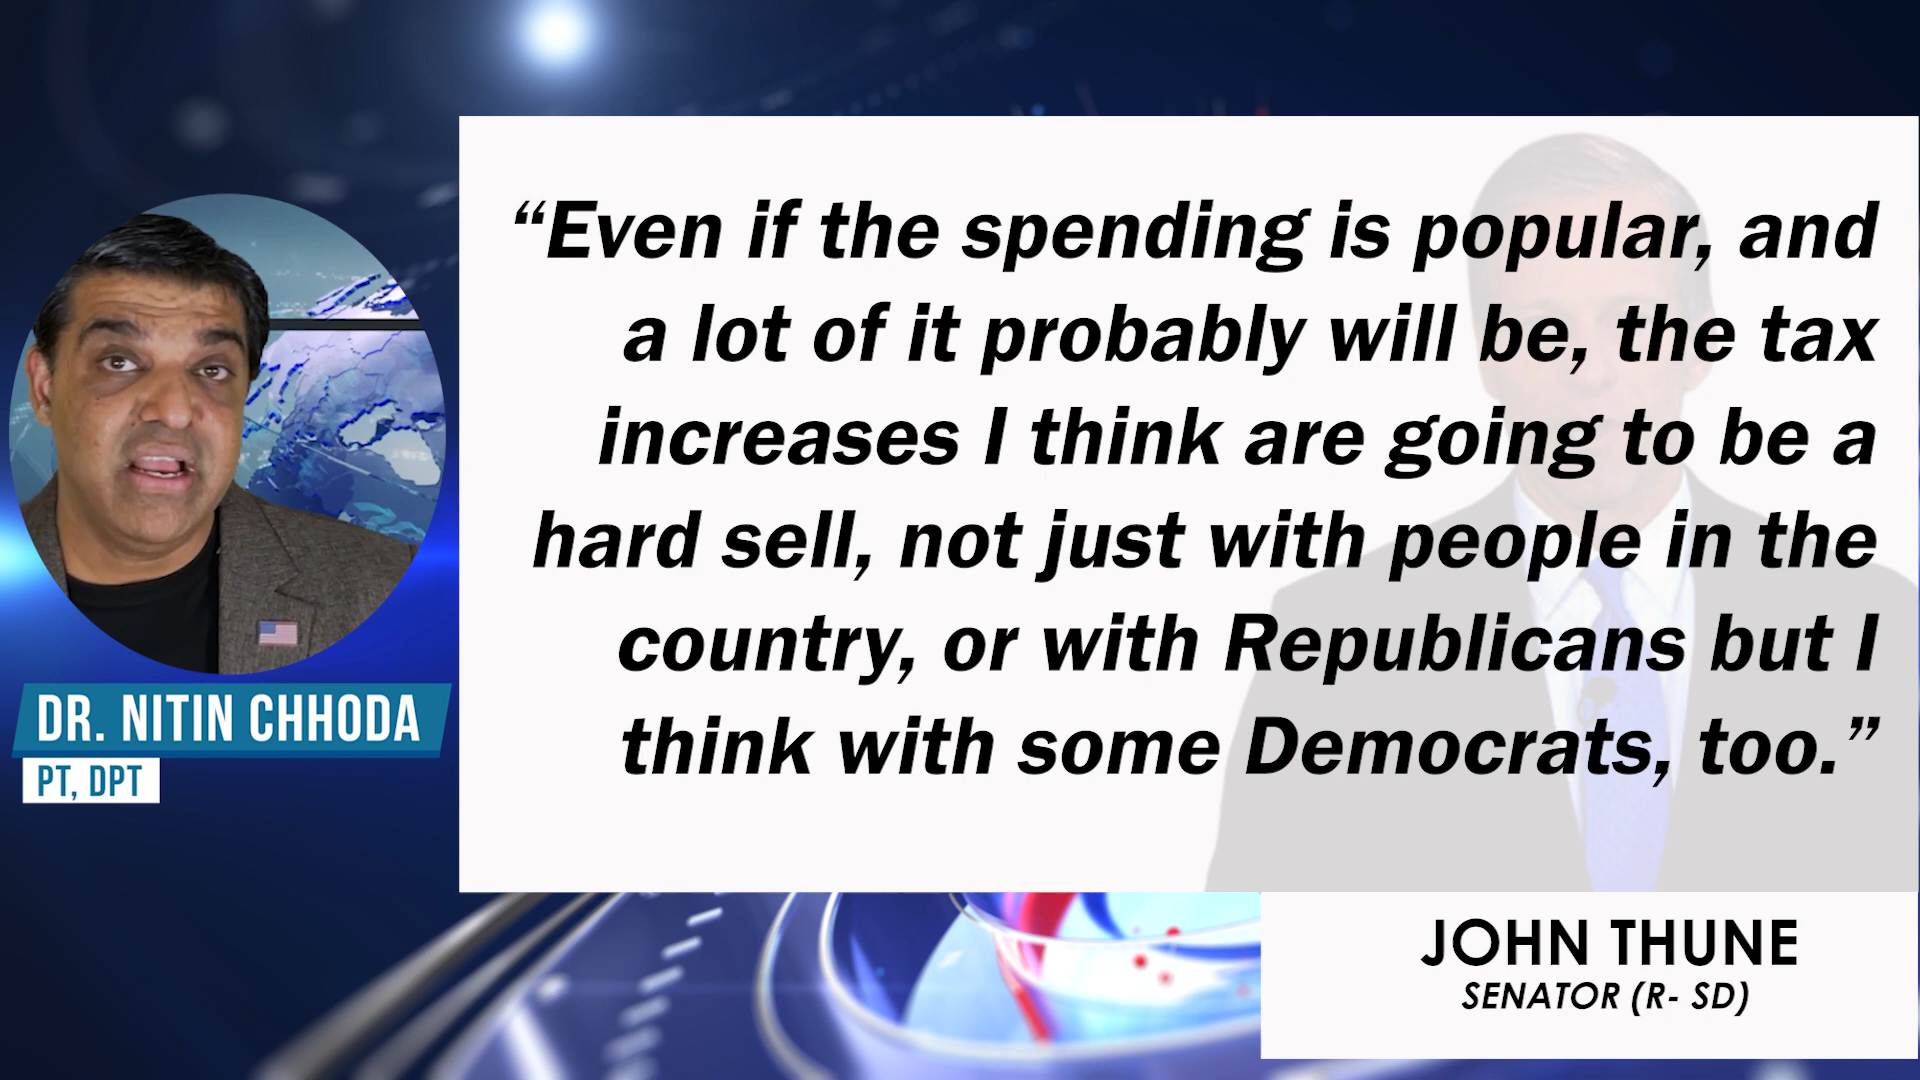 “Even if the spending is popular, and
a lot of it probably will be, the tax
increases I think are going to be a
hard sell, not just with people in the
country, or with Republicans but I
think with some Democrats, too.”
DR. NITIN CHHODA
PT, DPT
JOHN THUNE
SENATOR (R- SD)